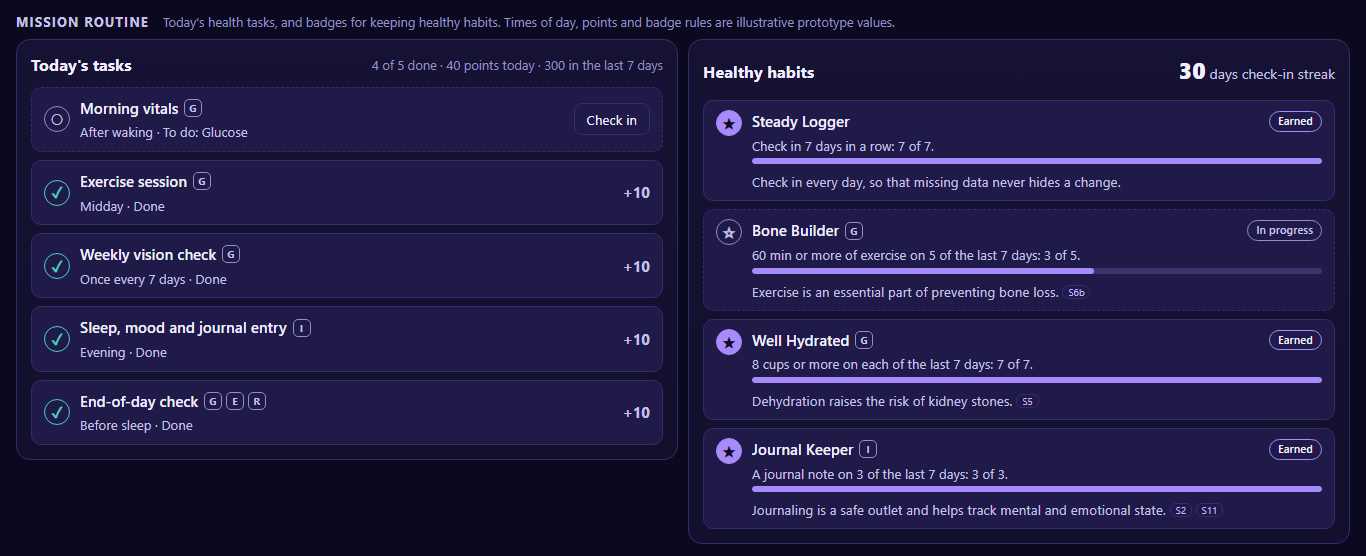 MISSION ROUTINE Today's health tasks, and badges for keeping healthy habits. Times of day, points and badge rules are illustrative prototype values.
Today's tasks 4 of 5 done · 40 points today · 300 in the last 7 days
Morning vitals G
After waking · To do: Glucose
Check in
Exercise session G
Midday · Done
+10
Weekly vision check G
Once every 7 days · Done
+10
Sleep, mood and journal entry I
Evening · Done
+10
End-of-day check G E R
Before sleep · Done
+10
Healthy habits 30 days check-in streak
Steady Logger Earned
Check in 7 days in a row: 7 of 7.
Check in every day, so that missing data never hides a change.
Bone Builder G In progress
60 min or more of exercise on 5 of the last 7 days: 3 of 5.
Exercise is an essential part of preventing bone loss. S6b
Well Hydrated G Earned
8 cups or more on each of the last 7 days: 7 of 7.
Dehydration raises the risk of kidney stones. S5
Journal Keeper I Earned
A journal note on 3 of the last 7 days: 3 of 3.
Journaling is a safe outlet and helps track mental and emotional state. S2 S11